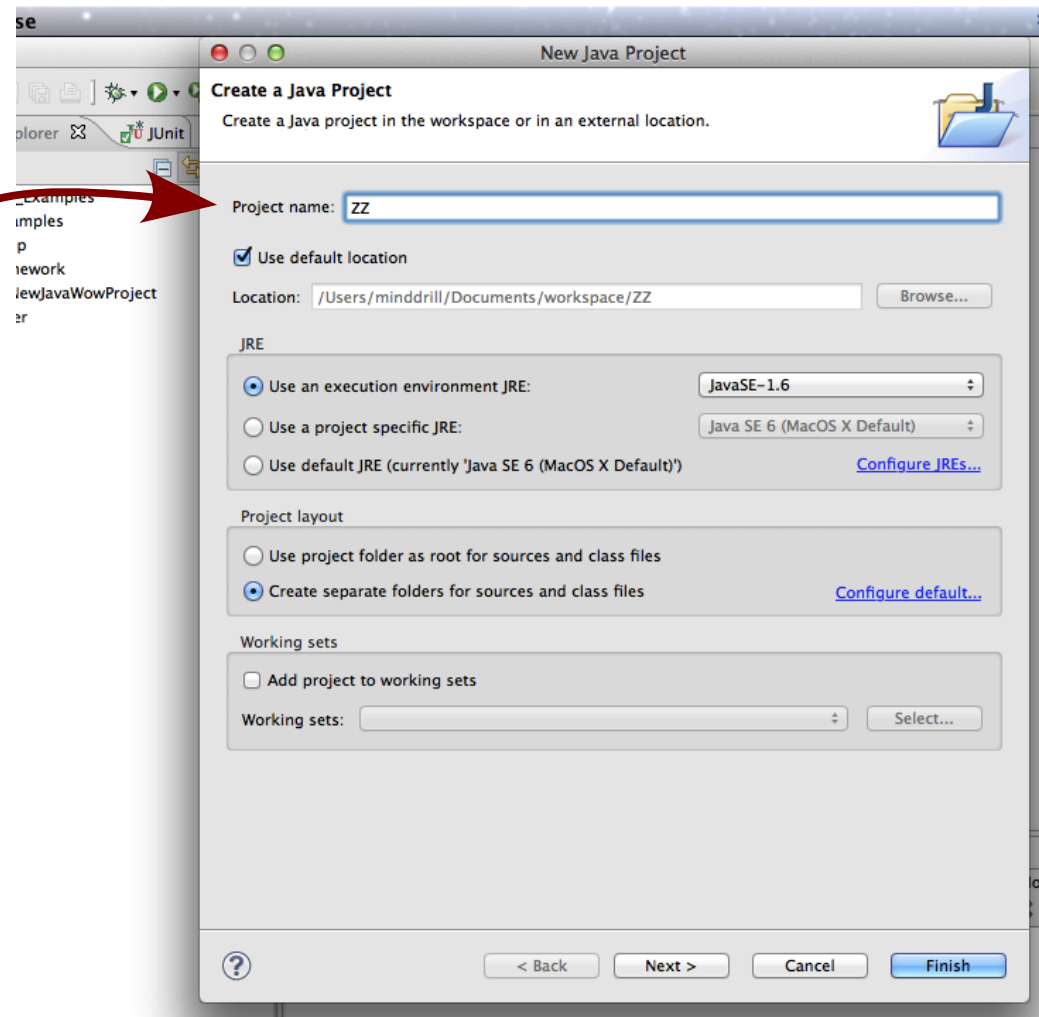 se
New Java Project
Create a Java Project
Create a Java project in the workspace or in an external location.
plorer JUnit
_Examples
amples
p
nework
NewJavaWowProject
er
Project name: ZZ
Use default location
Location: /Users/minddrill/Documents/workspace/ZZ Browse...
JRE
Use an execution environment JRE: JavaSE-1.6
Use a project specific JRE: Java SE 6 (MacOS X Default)
Use default JRE (currently 'Java SE 6 (MacOS X Default)') Configure JREs...
Project layout
Use project folder as root for sources and class files
Create separate folders for sources and class files Configure default...
Working sets
Add project to working sets
Working sets: Select...
? < Back Next > Cancel Finish